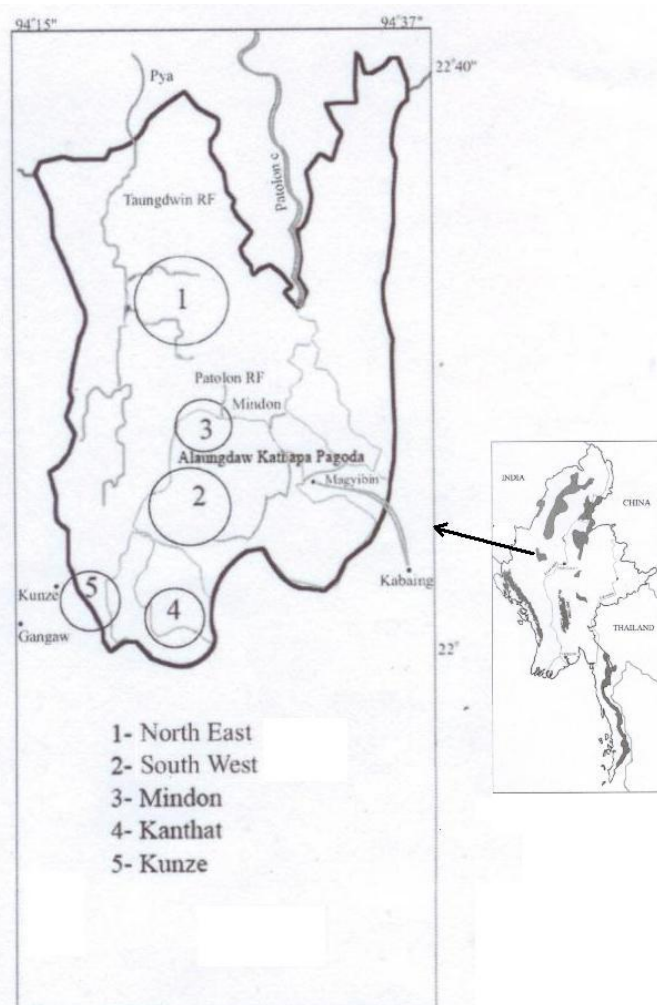 94°15"
94°37"
22°40"
Pya
Patolon c
Taungdwin RF
1
Patolon RF
Mindon
3
Alaungdaw Kathapa Pagoda
2
Magyibin
Kabaing
Kunze
5
4
Gangaw
22°
1- North East
2- South West
3- Mindon
4- Kanthat
5- Kunze
INDIA
CHINA
THAILAND